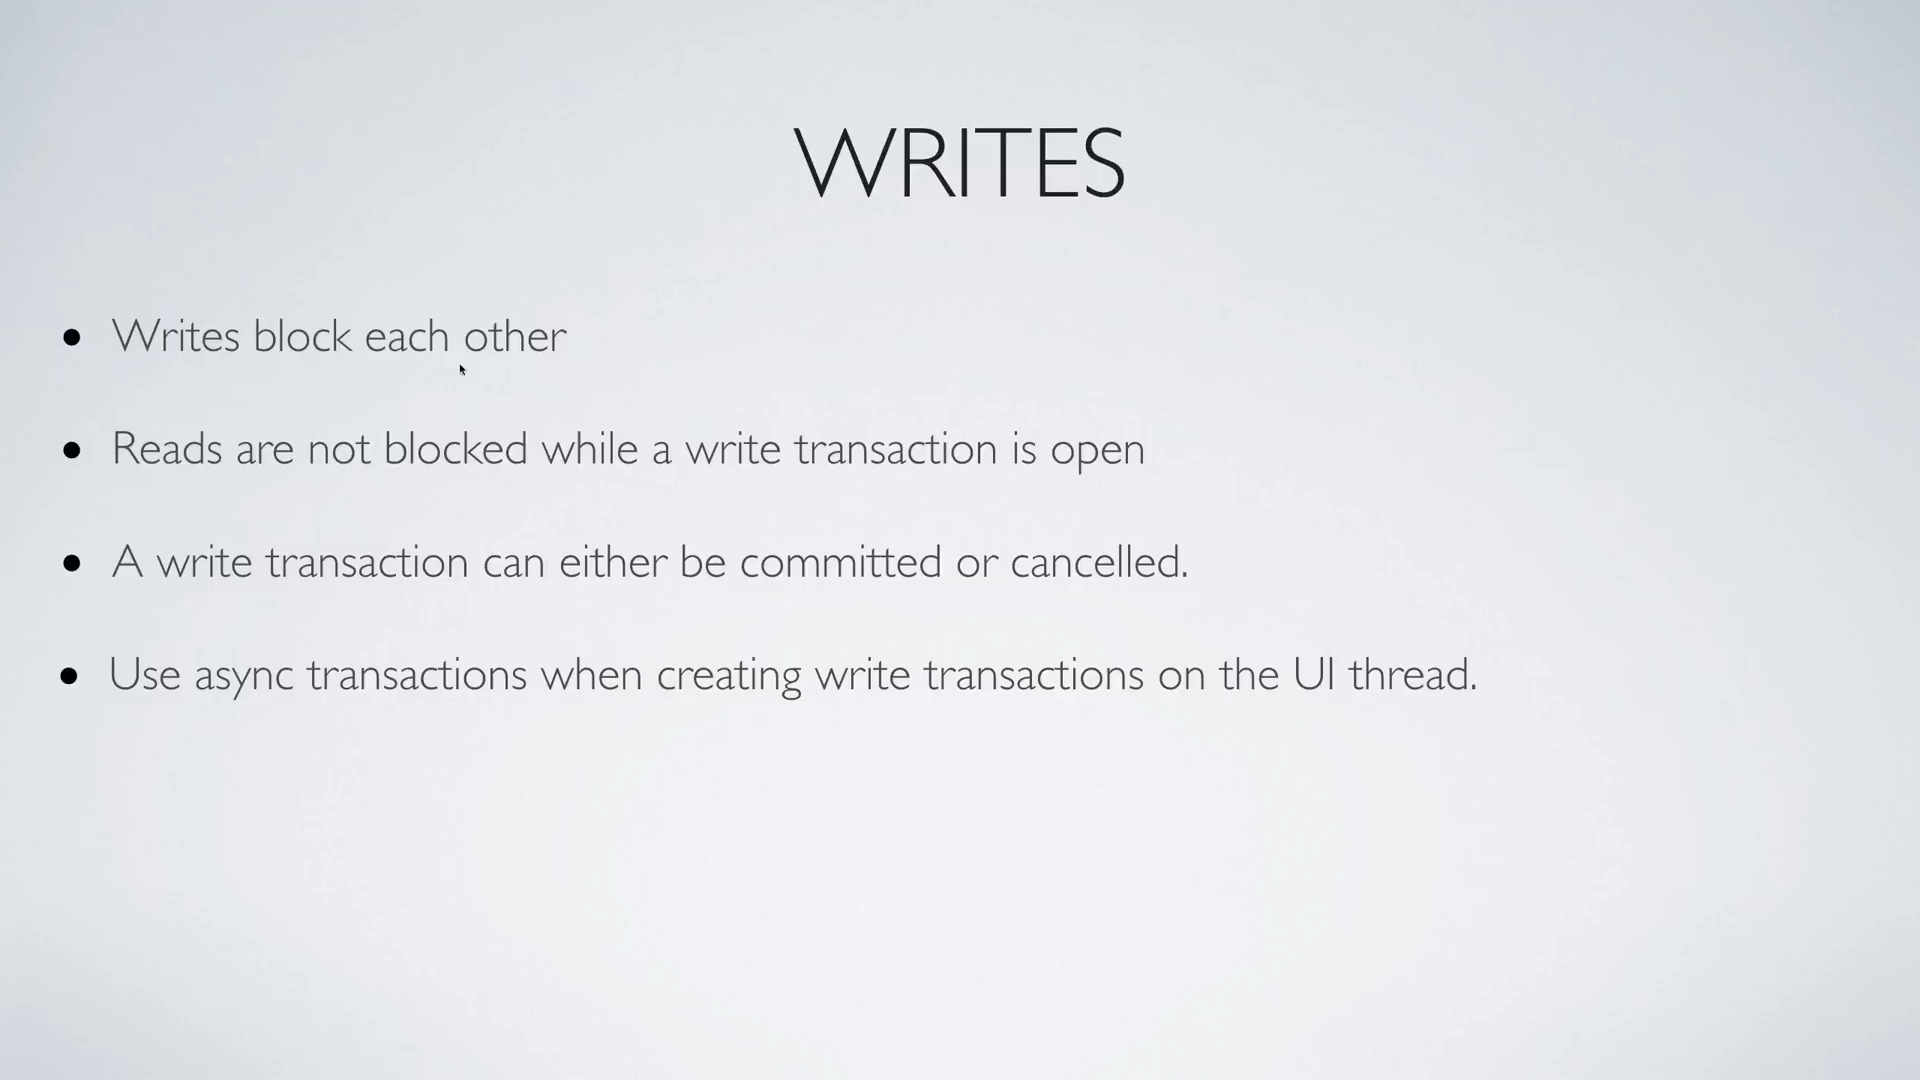 WRITES
• Writes block each other
• Reads are not blocked while a write transaction is open
• A write transaction can either be committed or cancelled.
• Use async transactions when creating write transactions on the UI thread.